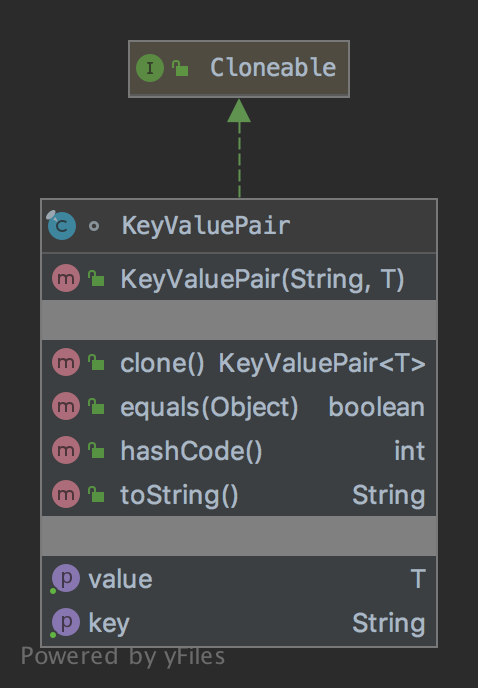 I Cloneable
C KeyValuePair
m KeyValuePair(String, T)
m clone() KeyValuePair<T>
m equals(Object) boolean
m hashCode() int
m toString() String
p value T
p key String
Powered by yFiles